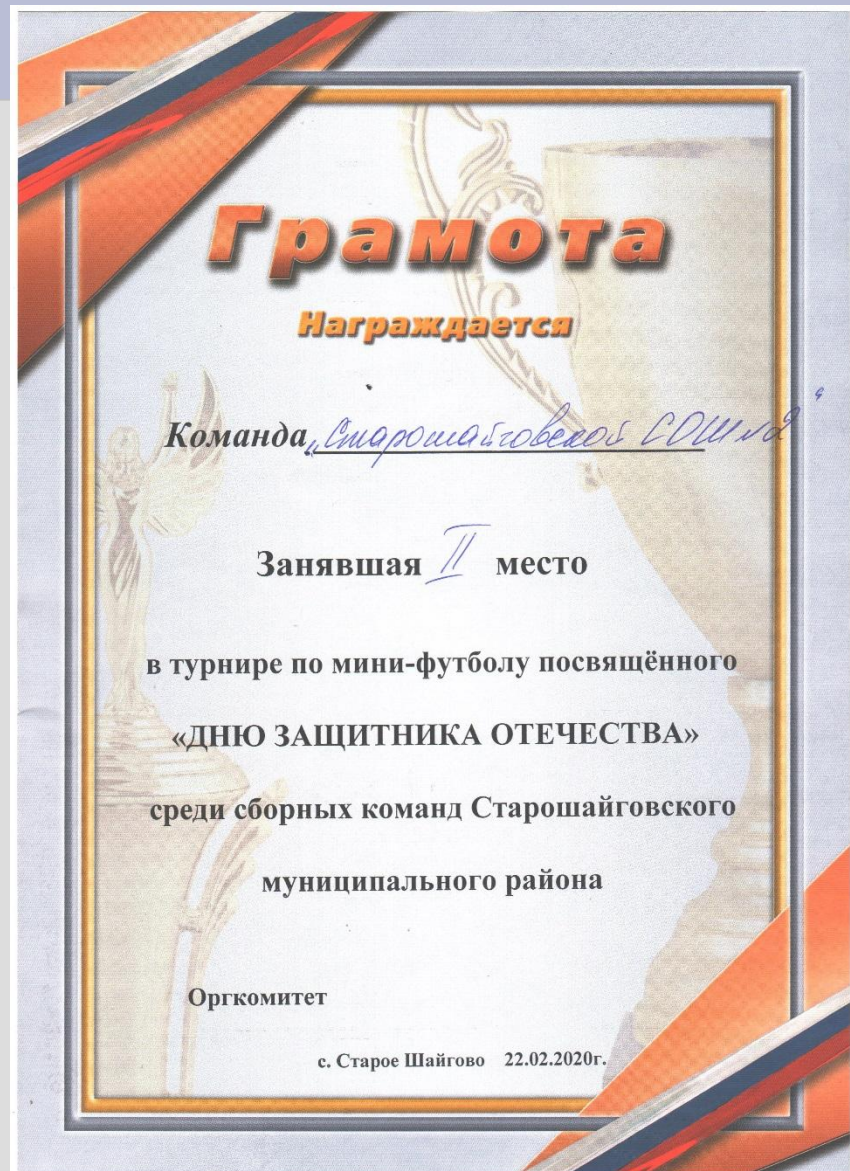 Грамота
Награждается
Команда „Старошайговской СОШ №2“
Занявшая II место
в турнире по мини-футболу посвящённого
«ДНЮ ЗАЩИТНИКА ОТЕЧЕСТВА»
среди сборных команд Старошайговского
муниципального района
Оргкомитет
с. Старое Шайгово 22.02.2020г.